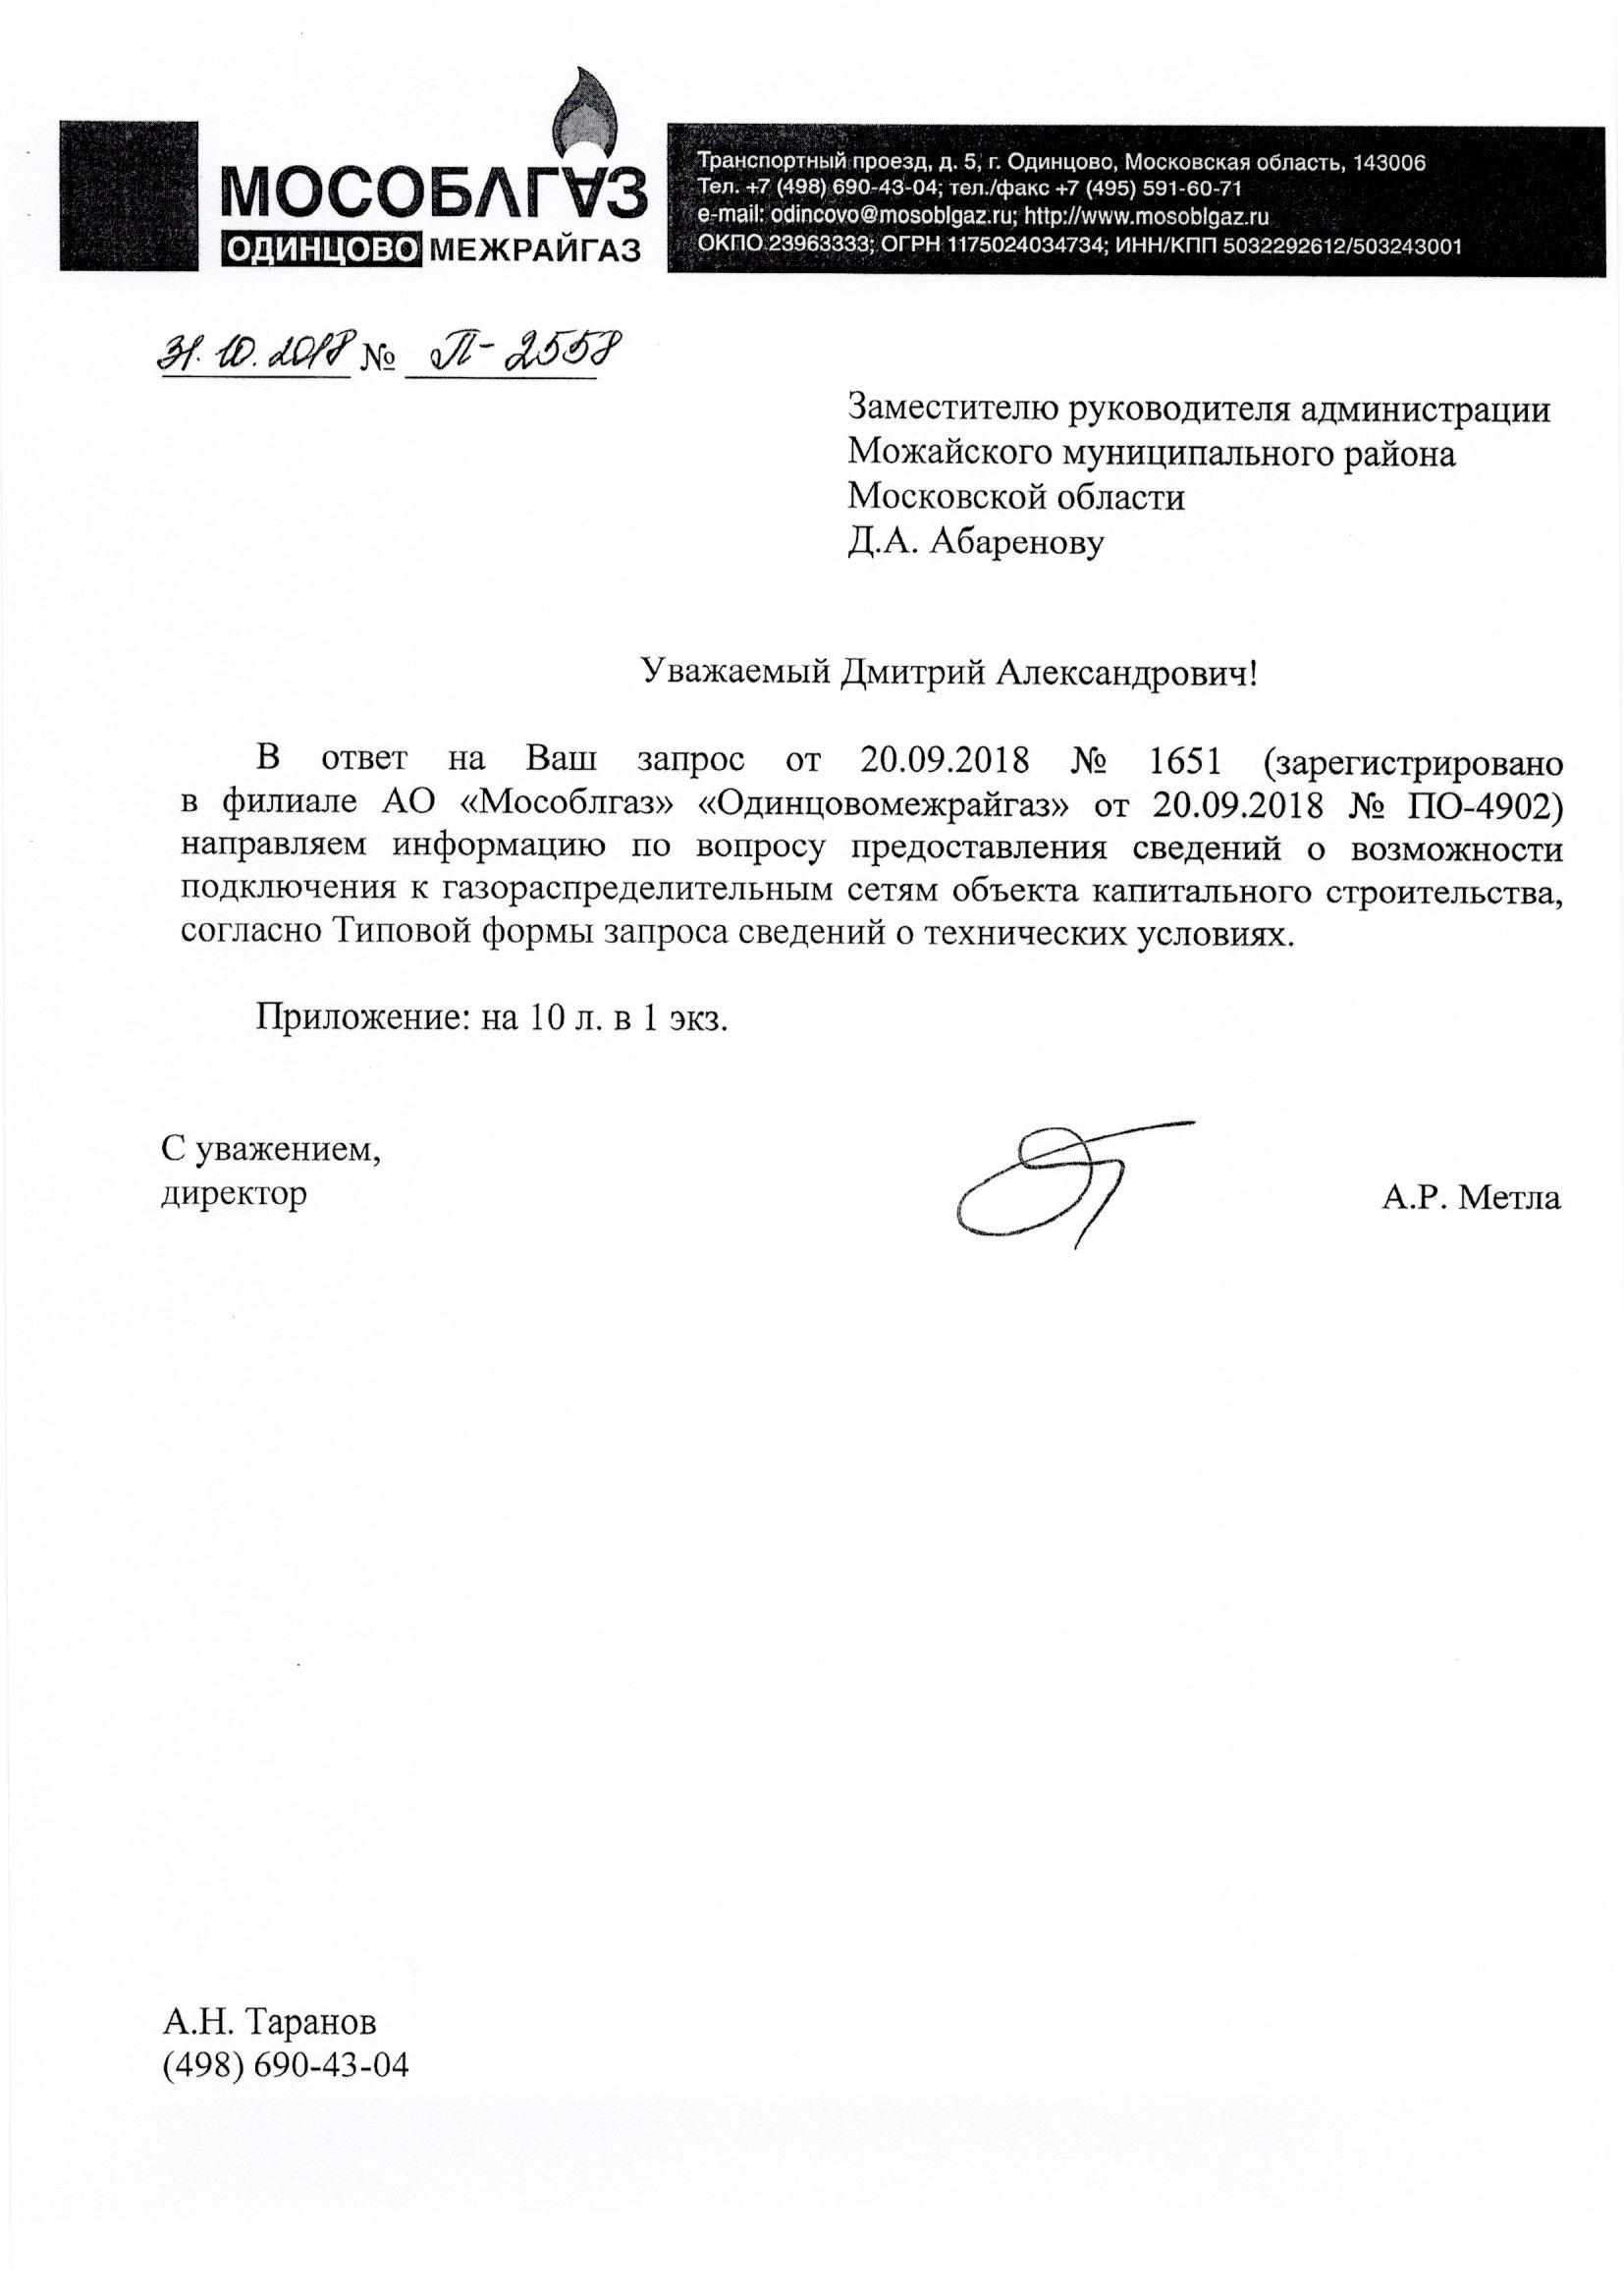 МОСОБЛГАЗ
ОДИНЦОВО МЕЖРАЙГАЗ
Транспортный проезд, д. 5, г. Одинцово, Московская область, 143006
Тел. +7 (498) 690-43-04; тел./факс +7 (495) 591-60-71
e-mail: odincovo@mosoblgaz.ru; http://www.mosoblgaz.ru
ОКПО 23963333; ОГРН 1175024034734; ИНН/КПП 5032292612/503243001
31.10.2018 № П-2558
Заместителю руководителя администрации
Можайского муниципального района
Московской области
Д.А. Абаренову
Уважаемый Дмитрий Александрович!
В ответ на Ваш запрос от 20.09.2018 № 1651 (зарегистрировано
в филиале АО «Мособлгаз» «Одинцовомежрайгаз» от 20.09.2018 № ПО-4902)
направляем информацию по вопросу предоставления сведений о возможности
подключения к газораспределительным сетям объекта капитального строительства,
согласно Типовой формы запроса сведений о технических условиях.
Приложение: на 10 л. в 1 экз.
С уважением,
директор
А.Р. Метла
А.Н. Таранов
(498) 690-43-04